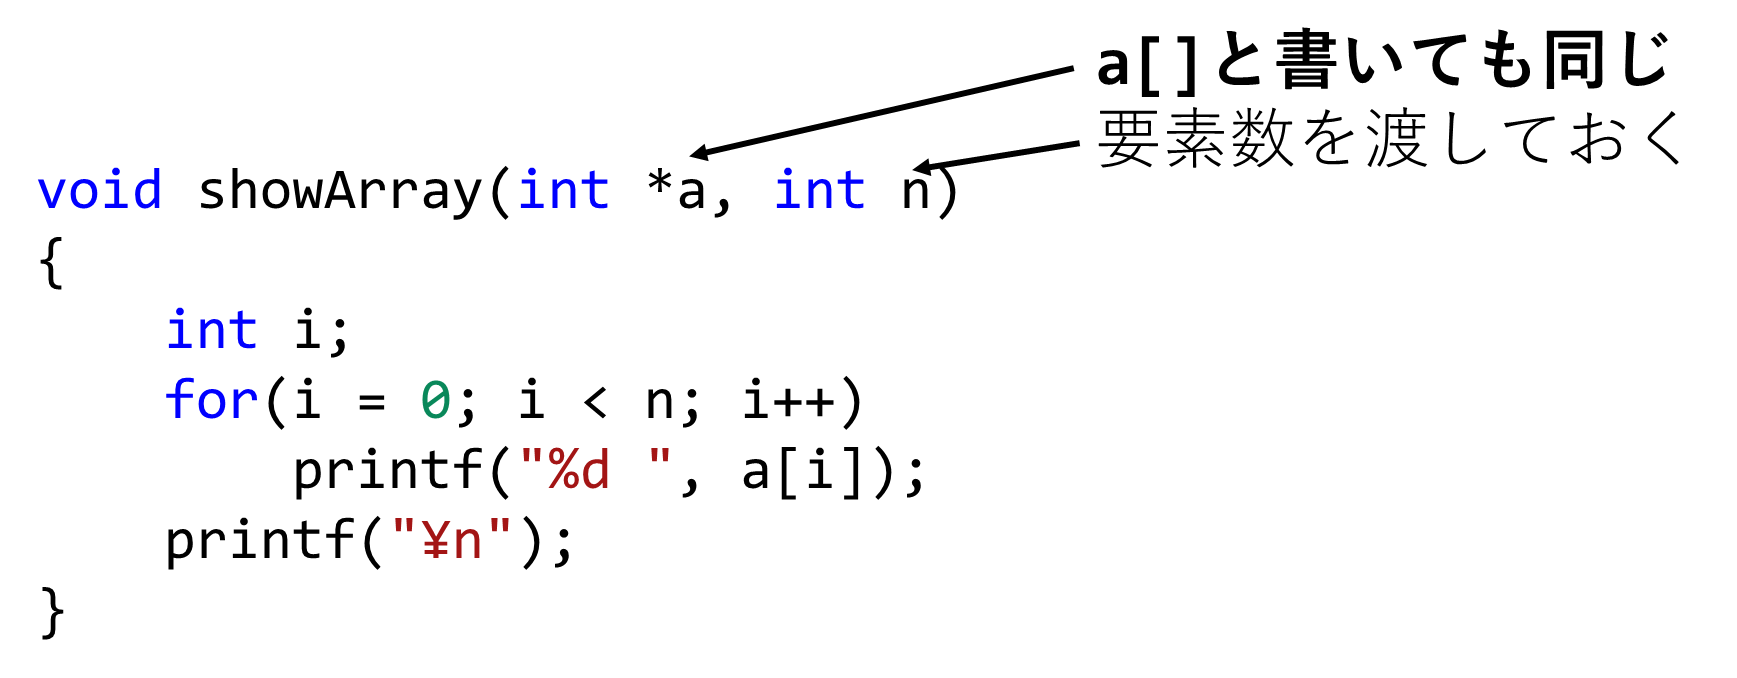 a[]と書いても同じ
要素数を渡しておく
void showArray(int *a, int n)
{
    int i;
    for(i = 0; i < n; i++)
        printf("%d ", a[i]);
    printf("¥n");
}